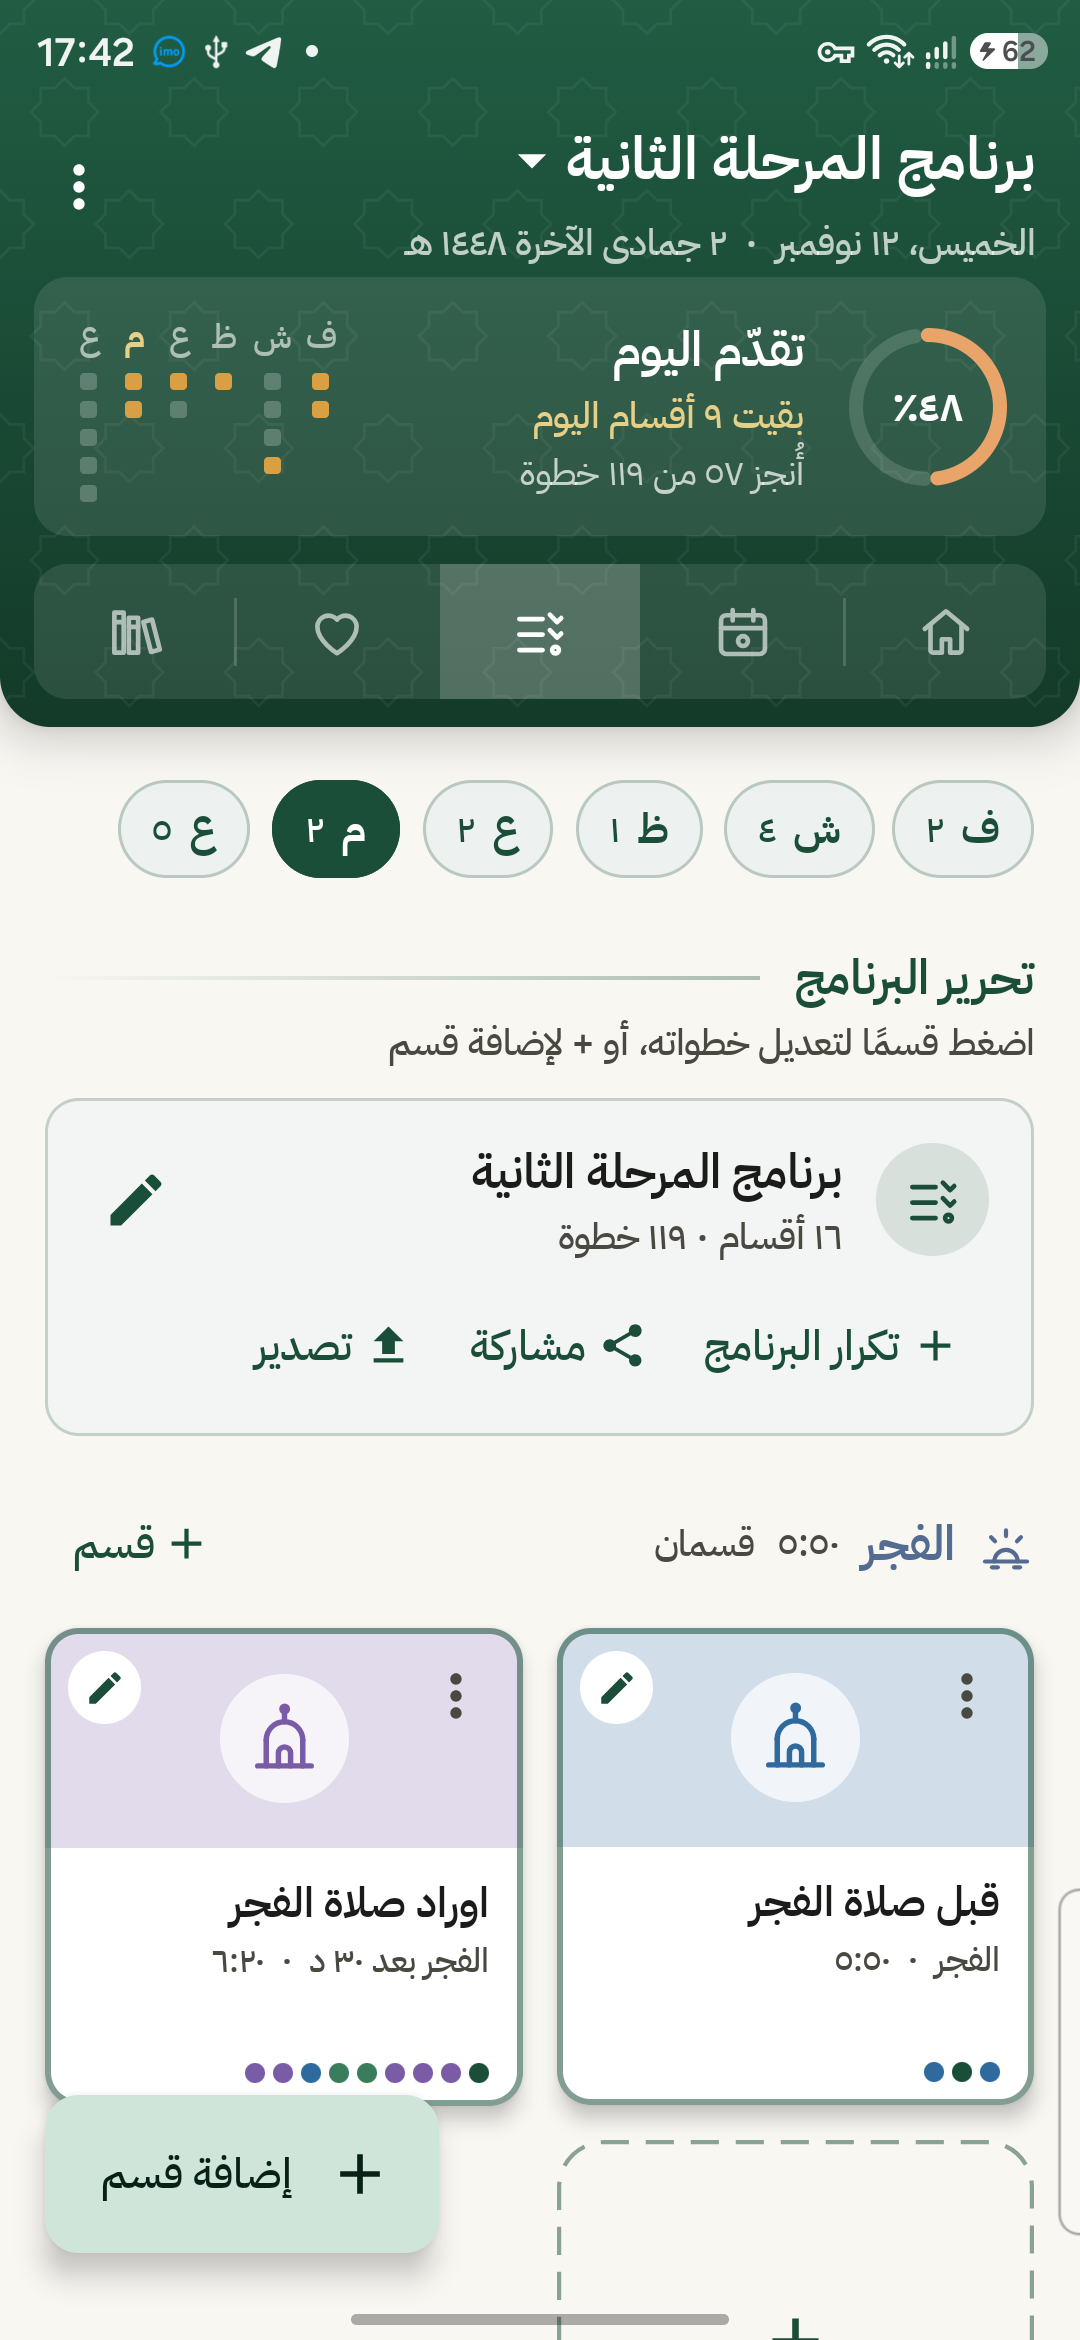 17:42
imo
62
برنامج المرحلة الثانية
الخميس، ١٢ نوفمبر · ٢ جمادى الآخرة ١٤٤٨ هـ
٤٨٪
تقدّم اليوم
بقيت ٩ أقسام اليوم
أُنجز ٥٧ من ١١٩ خطوة
ف ش ظ ع م ع
ف ٢
ش ٤
ظ ١
ع ٢
م ٢
ع ٥
تحرير البرنامج
اضغط قسمًا لتعديل خطواته، أو + لإضافة قسم
برنامج المرحلة الثانية
١٦ أقسام · ١١٩ خطوة
+ تكرار البرنامج
مشاركة
تصدير
الفجر ٥:٥٠ قسمان
+ قسم
قبل صلاة الفجر
الفجر · ٥:٥٠
اوراد صلاة الفجر
الفجر بعد ٣٠ د · ٦:٢٠
+ إضافة قسم